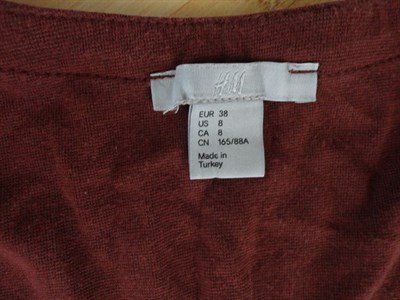 H&M
EUR 38
US 8
CA 8
CN 165/88A
Made in
Turkey